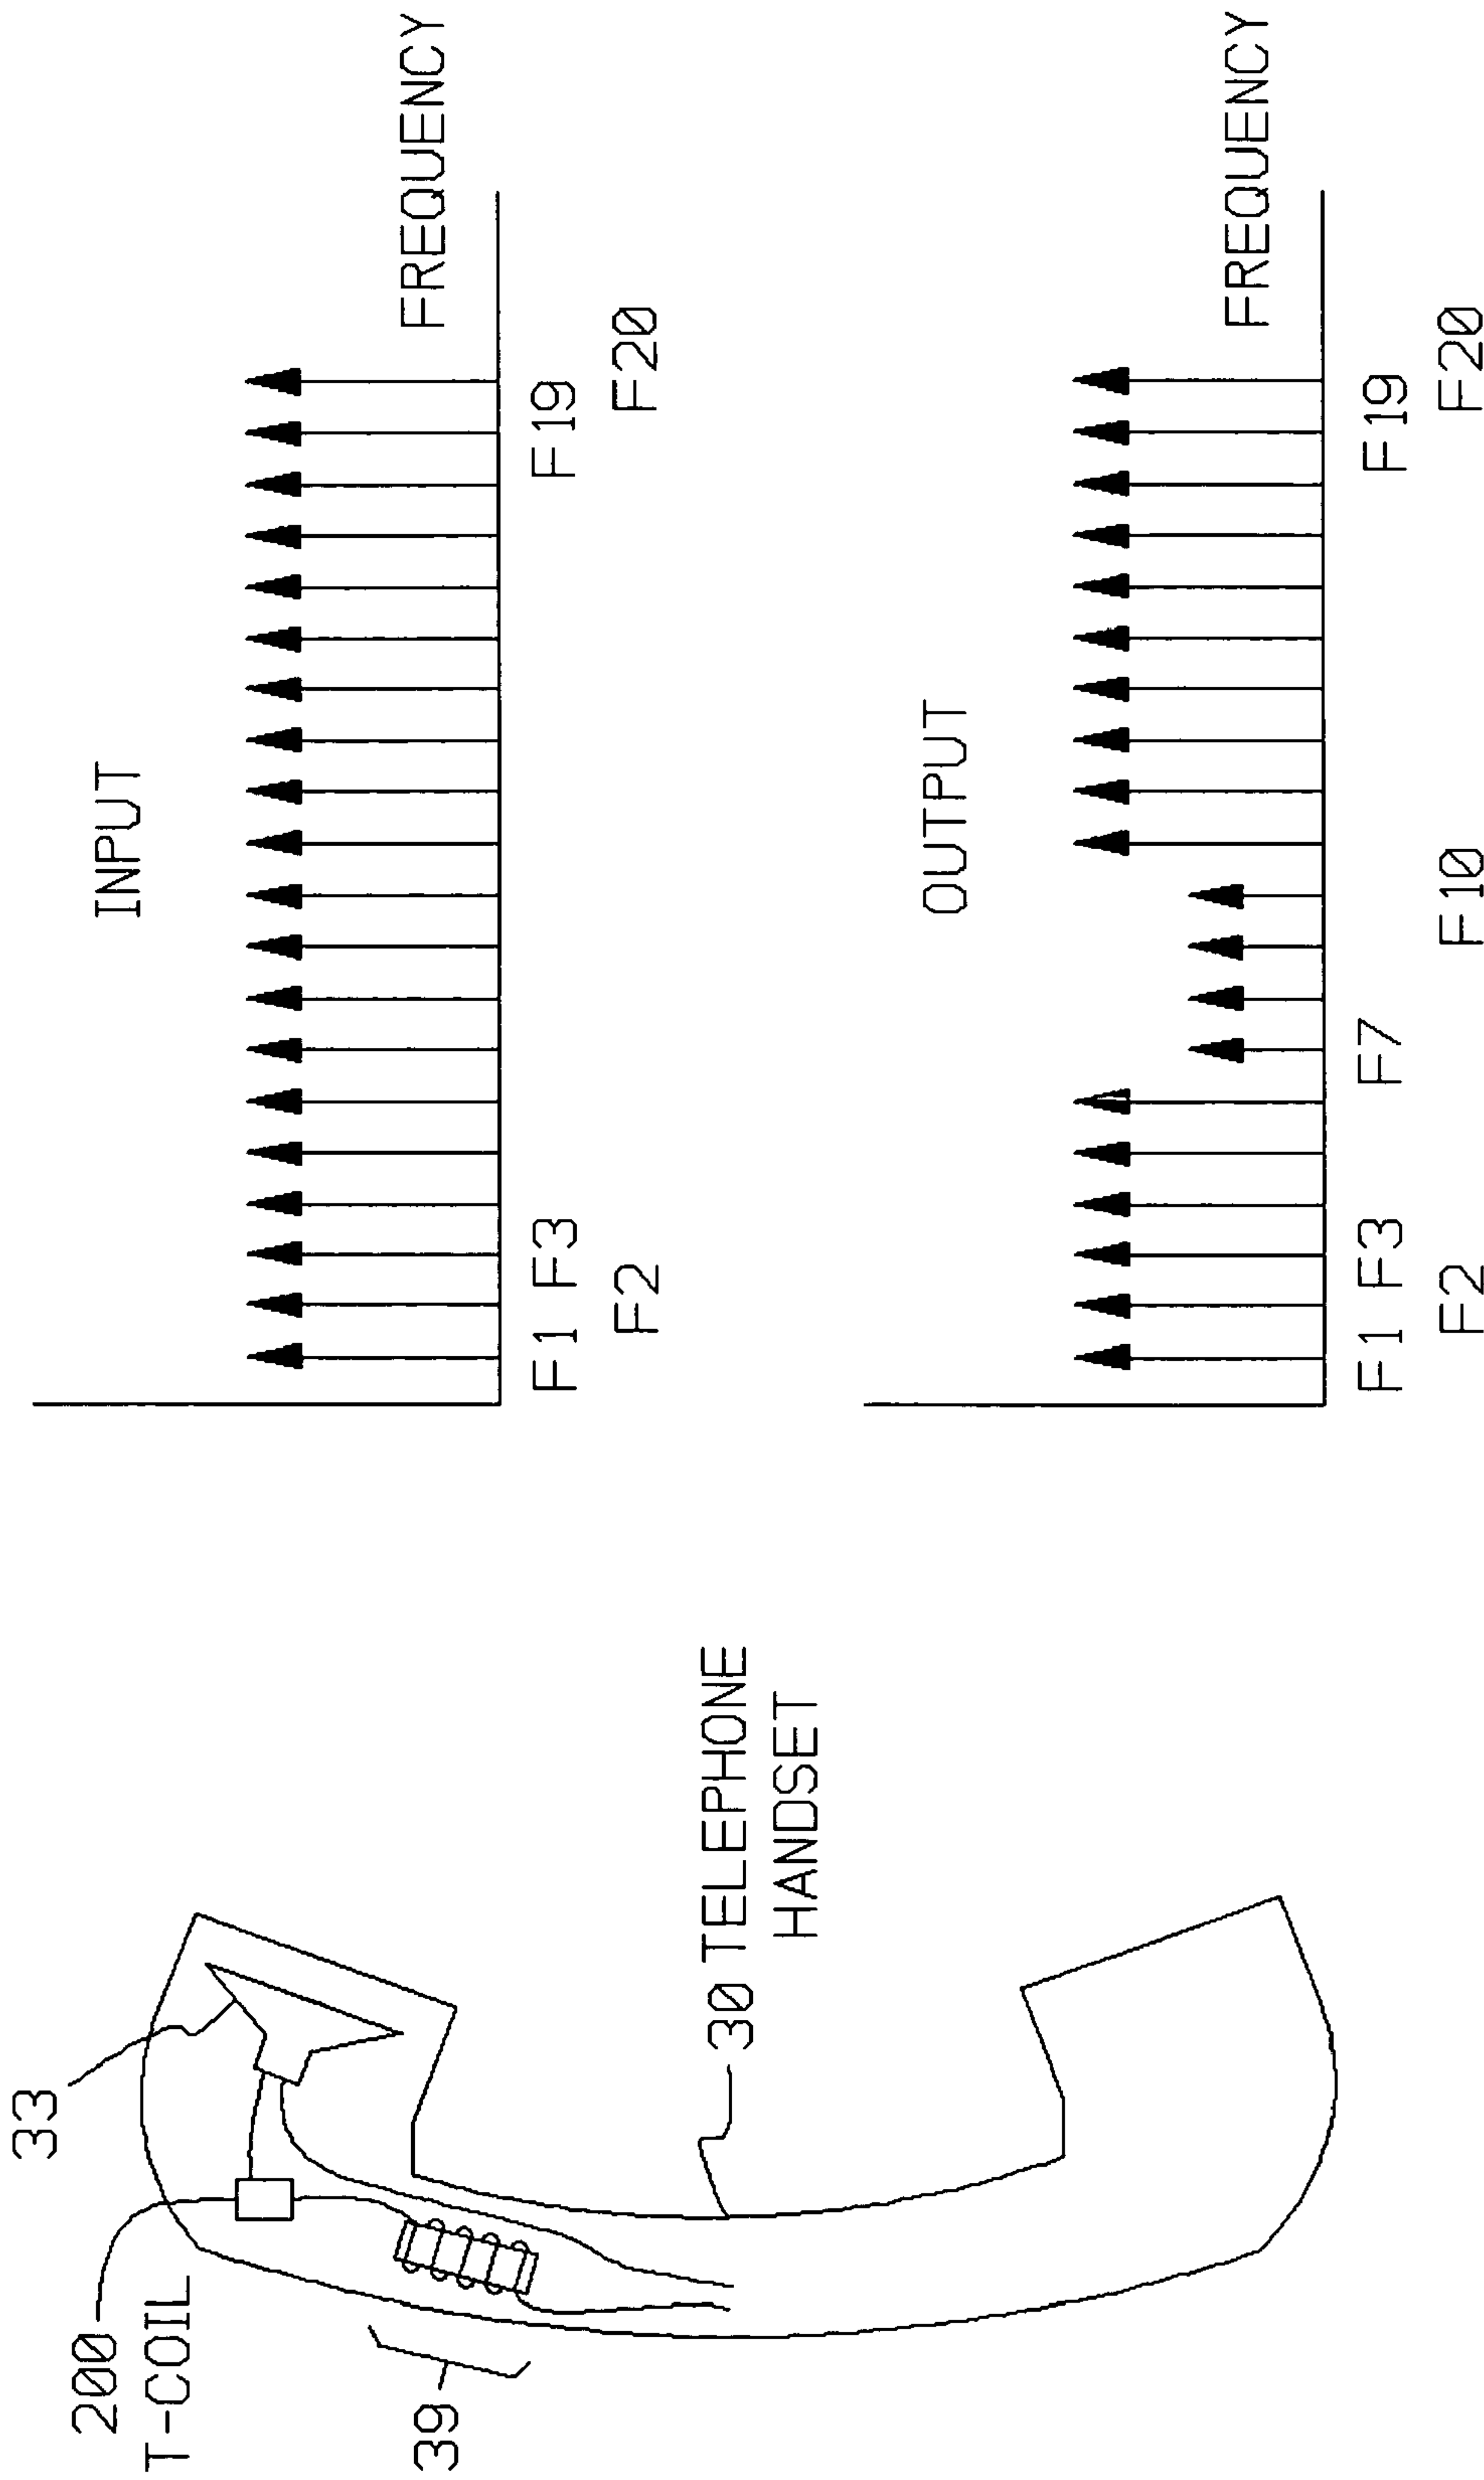 INPUT
FREQUENCY
F1 F3 F19
F2 F20
OUTPUT
FREQUENCY
F1 F3 F7 F19
F2 F10 F20
33
200
T-COIL
39
30 TELEPHONE
HANDSET